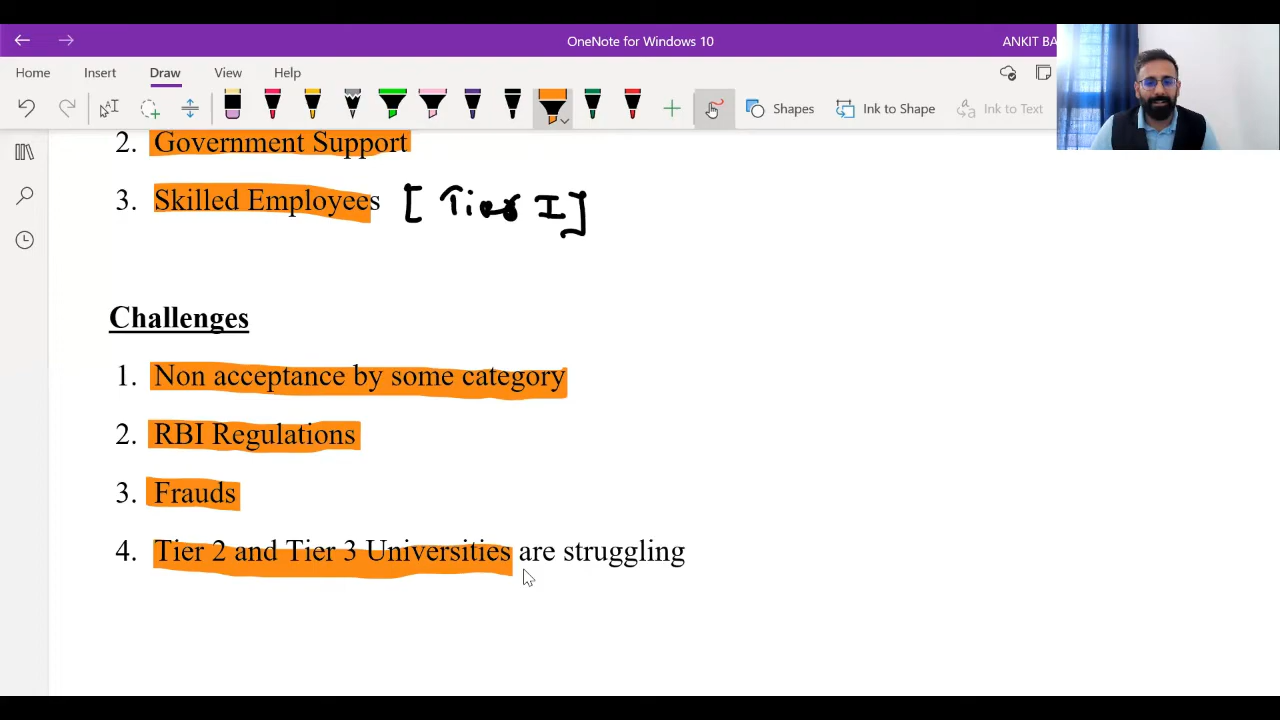 OneNote for Windows 10
ANKIT BA
Home Insert Draw View Help
Shapes Ink to Shape Ink to Text
2. Government Support
3. Skilled Employees [Tier I]
Challenges
1. Non acceptance by some category
2. RBI Regulations
3. Frauds
4. Tier 2 and Tier 3 Universities are struggling